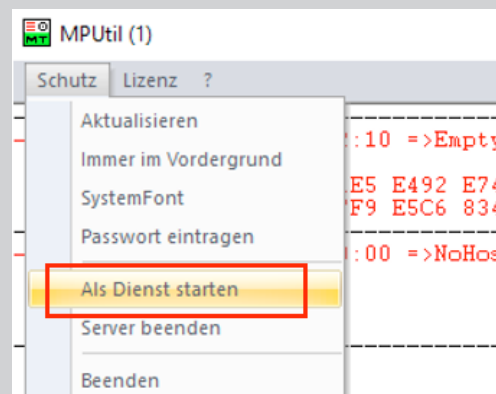 MPUtil (1)
Schutz Lizenz ?
Aktualisieren
:10 =>Empty
Immer im Vordergrund
E5 E492 E74
SystemFont
F9 E5C6 834
Passwort eintragen
:00 =>NoHos
Als Dienst starten
Server beenden
Beenden